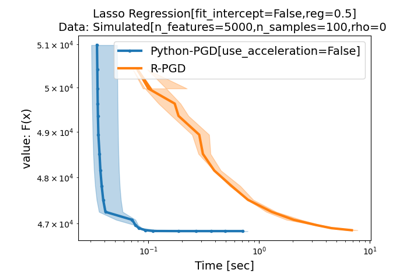 Lasso Regression[fit_intercept=False,reg=0.5]
Data: Simulated[n_features=5000,n_samples=100,rho=0
Python-PGD[use_acceleration=False]
R-PGD
value: F(x)
5.1 × 10⁴
5 × 10⁴
4.9 × 10⁴
4.8 × 10⁴
4.7 × 10⁴
10⁻¹
10⁰
10¹
Time [sec]